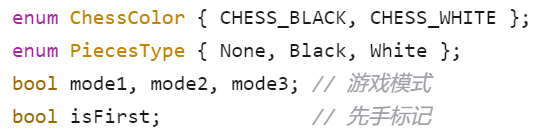 enum ChessColor { CHESS_BLACK, CHESS_WHITE };
enum PiecesType { None, Black, White };
bool mode1, mode2, mode3; // 游戏模式
bool isFirst; // 先手标记